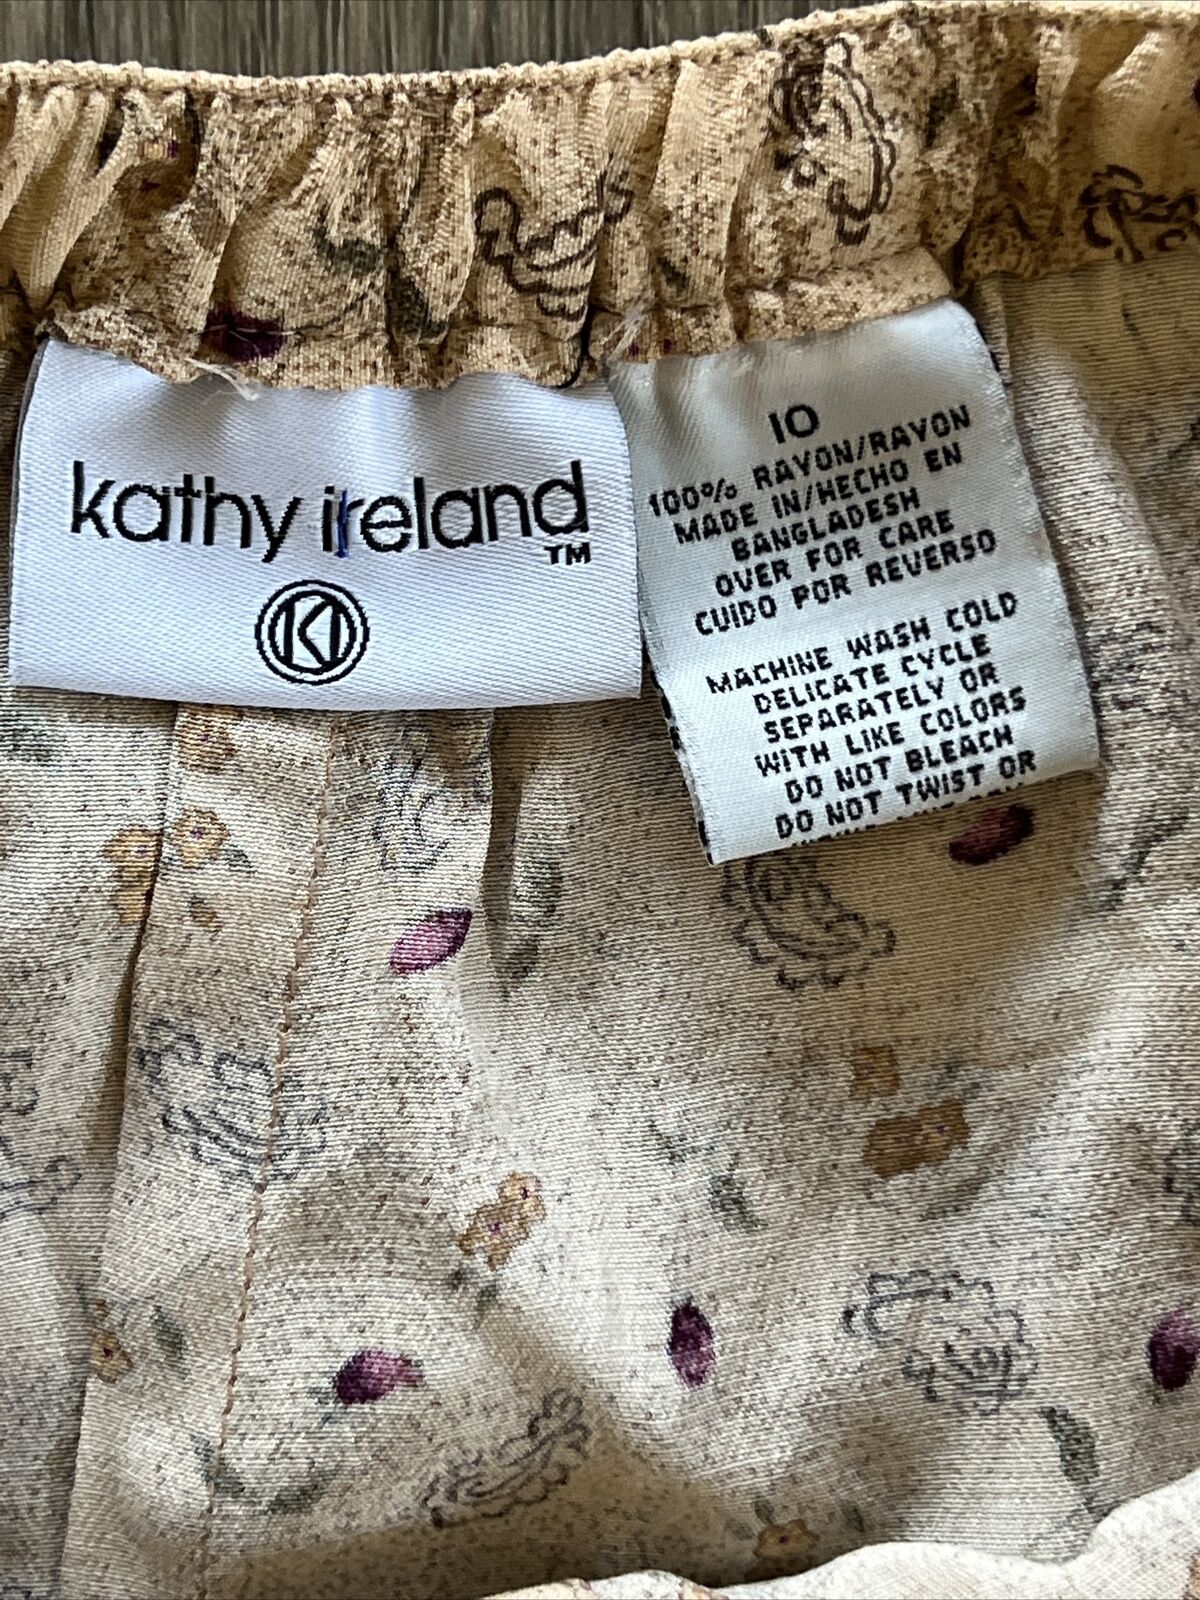 kathy ireland
TM
KI
10
100% RAYON/RAYON
MADE IN/HECHO EN
BANGLADESH
OVER FOR CARE
CUIDO POR REVERSO
MACHINE WASH COLD
DELICATE CYCLE
SEPARATELY OR
WITH LIKE COLORS
DO NOT BLEACH
DO NOT TWIST OR